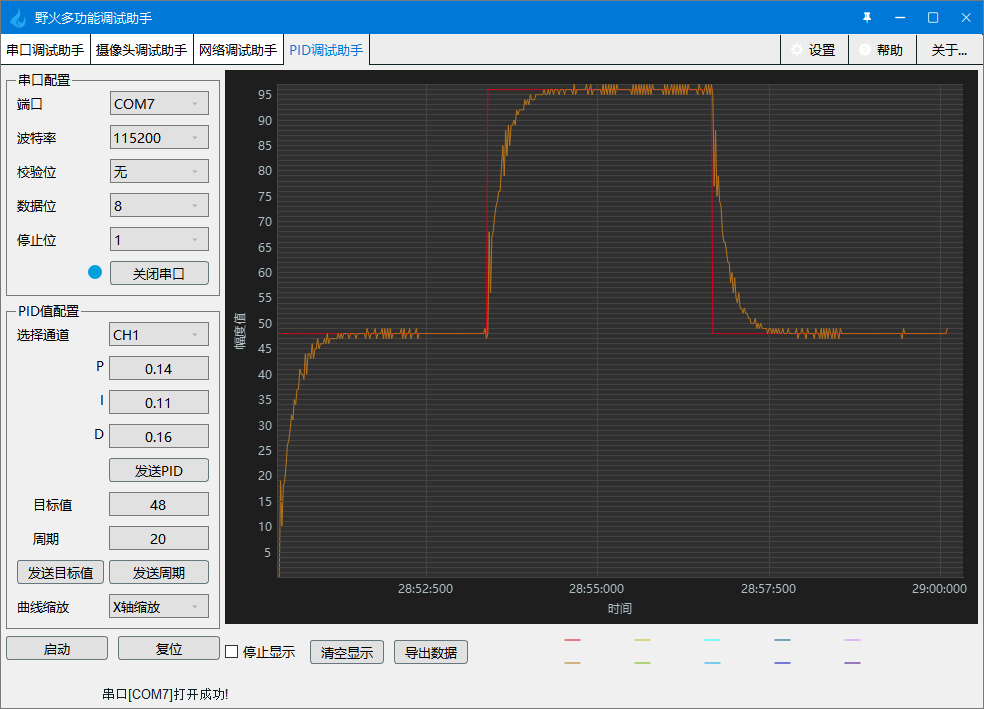 野火多功能调试助手
串口调试助手 摄像头调试助手 网络调试助手 PID调试助手 设置 帮助 关于...
串口配置
端口 COM7
波特率 115200
校验位 无
数据位 8
停止位 1
关闭串口
PID值配置
选择通道 CH1
P 0.14
I 0.11
D 0.16
发送PID
目标值 48
周期 20
发送目标值 发送周期
曲线缩放 X轴缩放
启动 复位
95
90
85
80
75
70
65
60
55
50
45
40
35
30
25
20
15
10
5
幅度值
28:52:500 28:55:000 28:57:500 29:00:000
时间
停止显示 清空显示 导出数据
串口[COM7]打开成功!